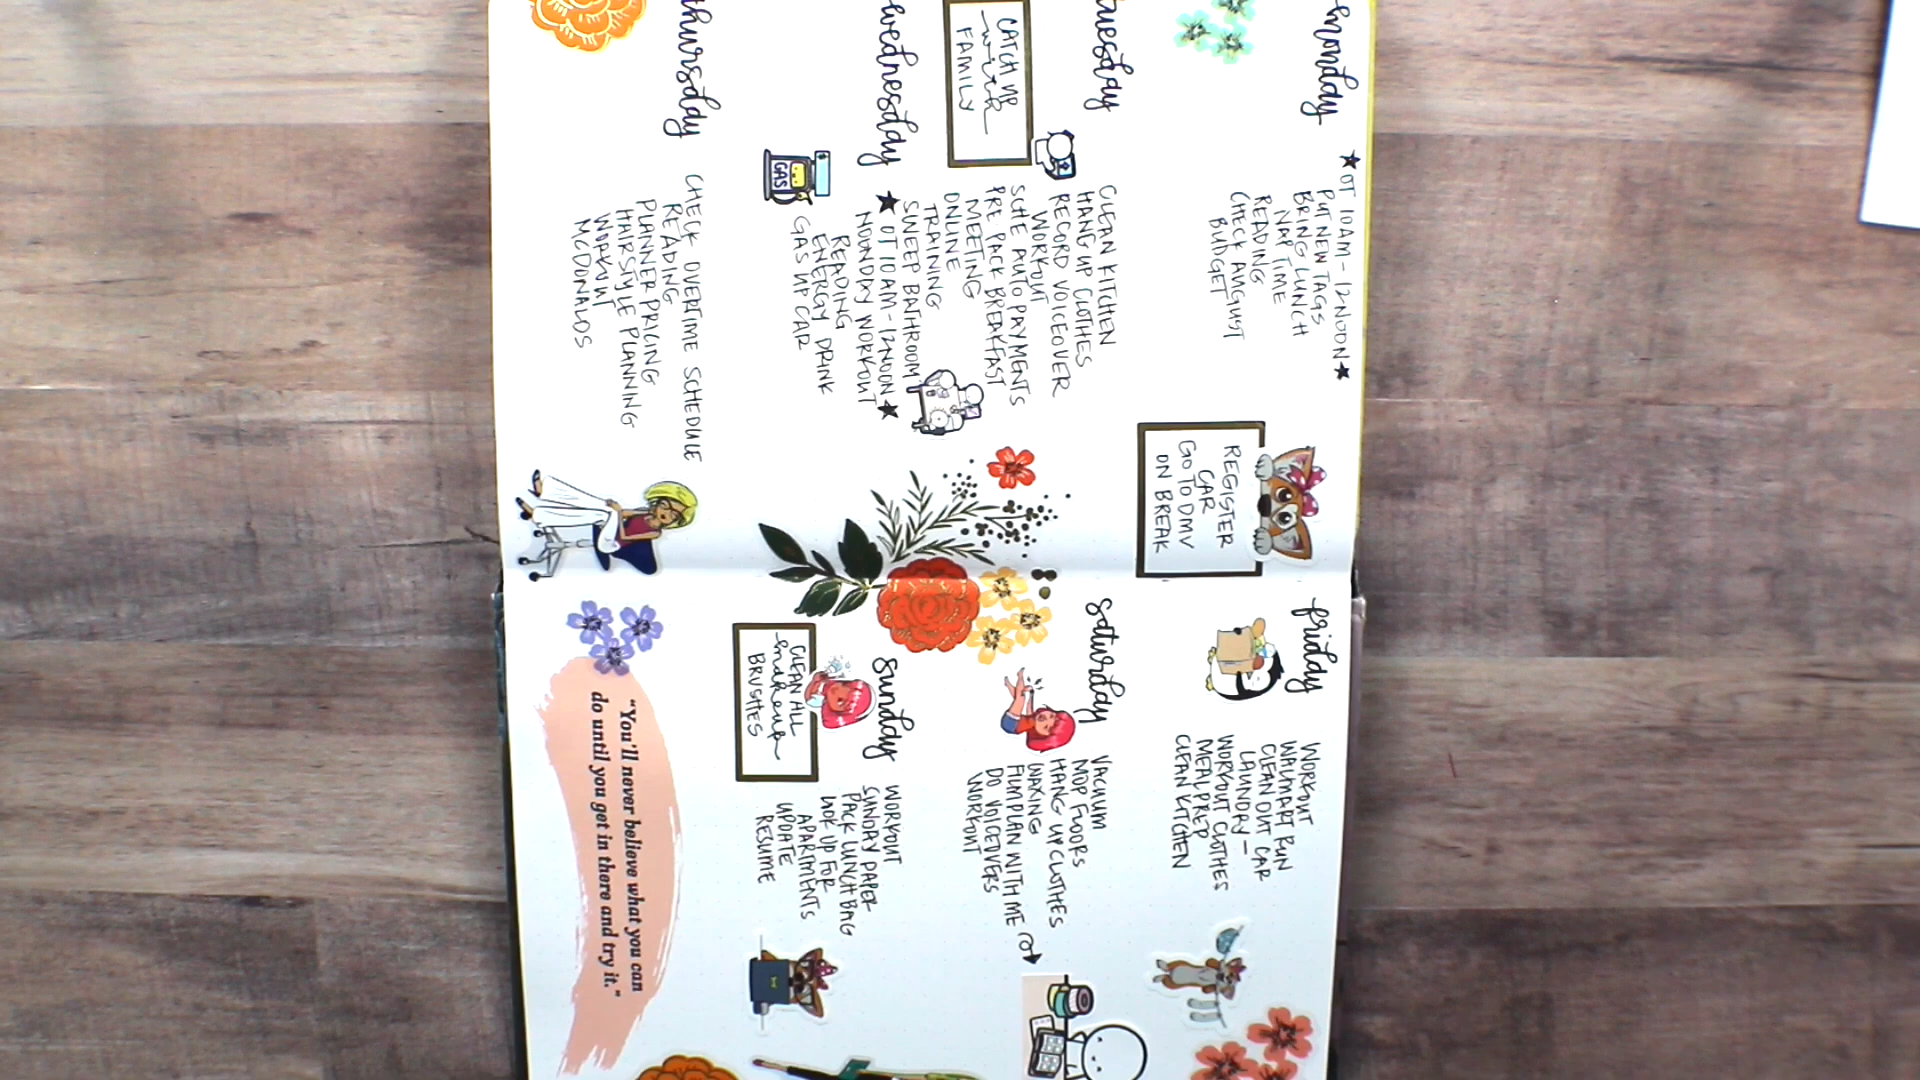 monday
★OT 10AM-12NOON★
PUT NEW TAGS
BRING LUNCH
NAP TIME
READING
CHECK AUGUST
BUDGET
REGISTER
CAR
GO TO DMV
ON BREAK
tuesday
CLEAN KITCHEN
HANG UP CLOTHES
RECORD VOICEOVER
WORKOUT
SCHE AUTO PAYMENTS
PRE PACK BREAKFAST
MEETING
ONLINE
TRAINING
SWEEP BATHROOM
CATCH UP
with
FAMILY
wednesday
★ OT 10AM-12NOON★
NOONDAY WORKOUT
READING
ENERGY DRINK
GAS UP CAR
GAS
thursday
CHECK OVERTIME SCHEDULE
READING
PLANNER PRICING
HAIRSTYLE PLANNING
WORKOUT
MCDONALDS
friday
WORKOUT
WALMART RUN
CLEAN OUT CAR
LAUNDRY -
WORKOUT CLOTHES
MEAL PREP
CLEAN KITCHEN
saturday
VACUUM
MOP FLOORS
HANG UP CLOTHES
WAXING
FILM PLAN WITH ME
DO VOICEOVERS
WORKOUT
sunday
WORKOUT
SUNDAY PAPER
PACK LUNCH BAG
LOOK UP FOR
APARTMENTS
UPDATE
RESUME
CLEAN ALL
makeup
BRUSHES
"You'll never believe what you can
do until you get in there and try it."